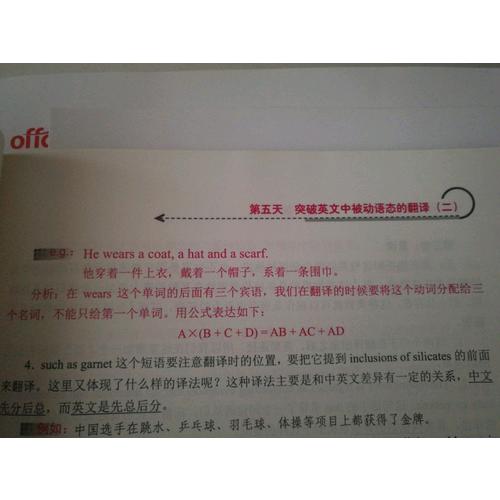 offc
第五天 突破英文中被动语态的翻译（二）
e.g.: He wears a coat, a hat and a scarf.
他穿着一件上衣，戴着一个帽子，系着一条围巾。
分析：在 wears 这个单词的后面有三个宾语，我们在翻译的时候要将这个动词分配给三
个名词，不能只给第一个单词。用公式表达如下：
A×(B+C+D)=AB+AC+AD
4. such as garnet 这个短语要注意翻译时的位置，要把它提到 inclusions of silicates 的前面
来翻译。这里又体现了什么样的译法呢？这种译法主要是和中英文差异有一定的关系，中文
先分后总，而英文是先总后分。
例如：中国选手在跳水、乒乓球、羽毛球、体操等项目上都获得了金牌。